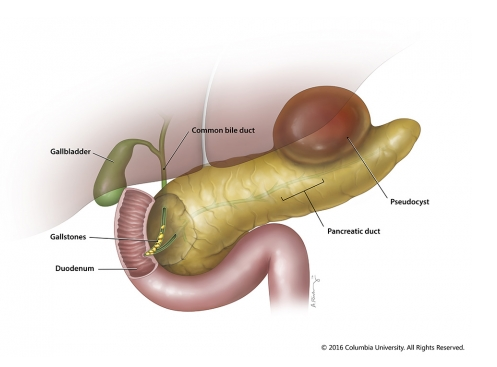 Common bile duct
Gallbladder
Pseudocyst
Pancreatic duct
Gallstones
Duodenum
© 2016 Columbia University. All Rights Reserved.